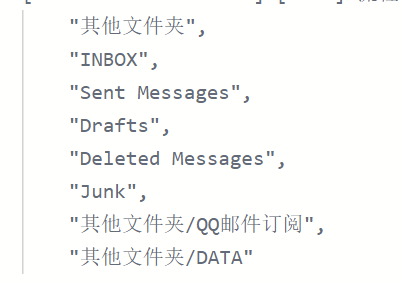 "其他文件夹",
"INBOX",
"Sent Messages",
"Drafts",
"Deleted Messages",
"Junk",
"其他文件夹/QQ邮件订阅",
"其他文件夹/DATA"